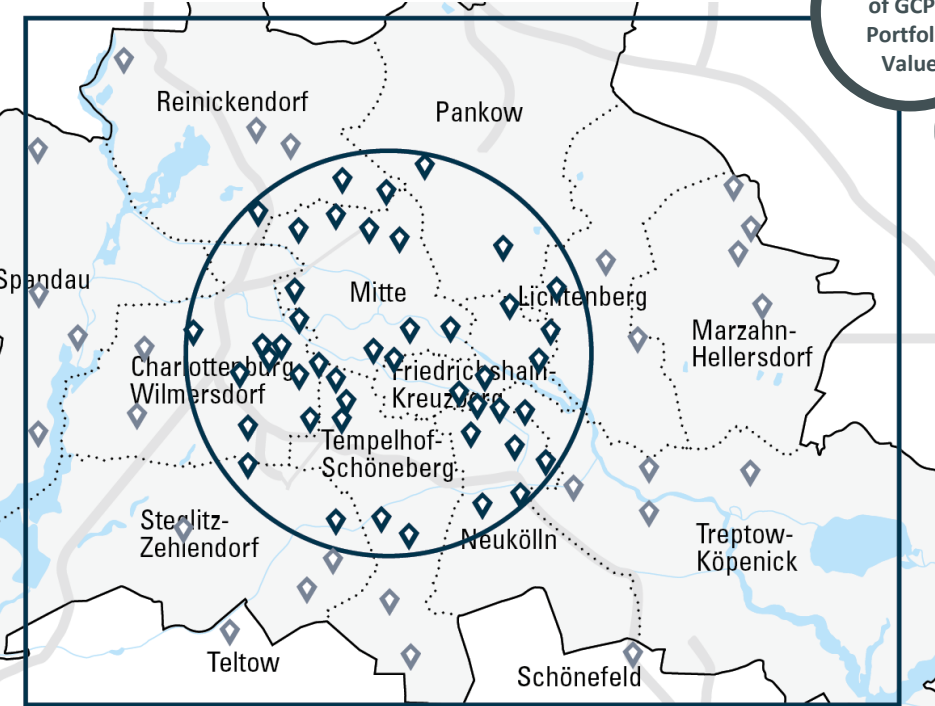 of GCP
Portfol
Value
Reinickendorf
Pankow
Spandau
Mitte
Lichtenberg
Marzahn-
Hellersdorf
Charlottenburg
Wilmersdorf
Friedrichshain-
Kreuzberg
Tempelhof-
Schöneberg
Steglitz-
Zehlendorf
Neukölln
Treptow-
Köpenick
Teltow
Schönefeld